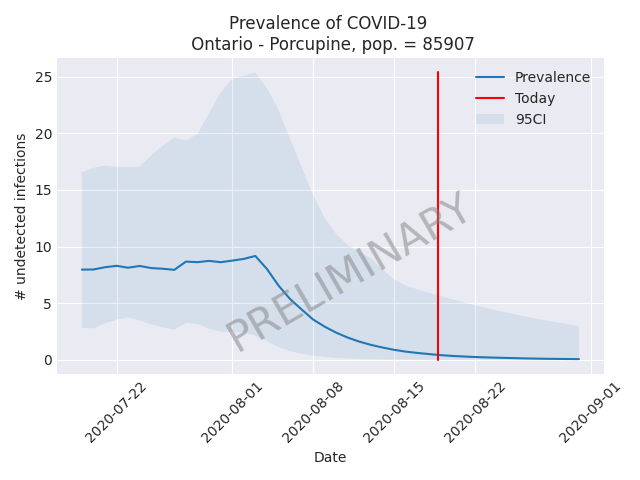 Prevalence of COVID-19
Ontario - Porcupine, pop. = 85907
25
20
15
10
5
0
# undetected infections
Prevalence
Today
95CI
PRELIMINARY
2020-07-22
2020-08-01
2020-08-08
2020-08-15
2020-08-22
2020-09-01
Date